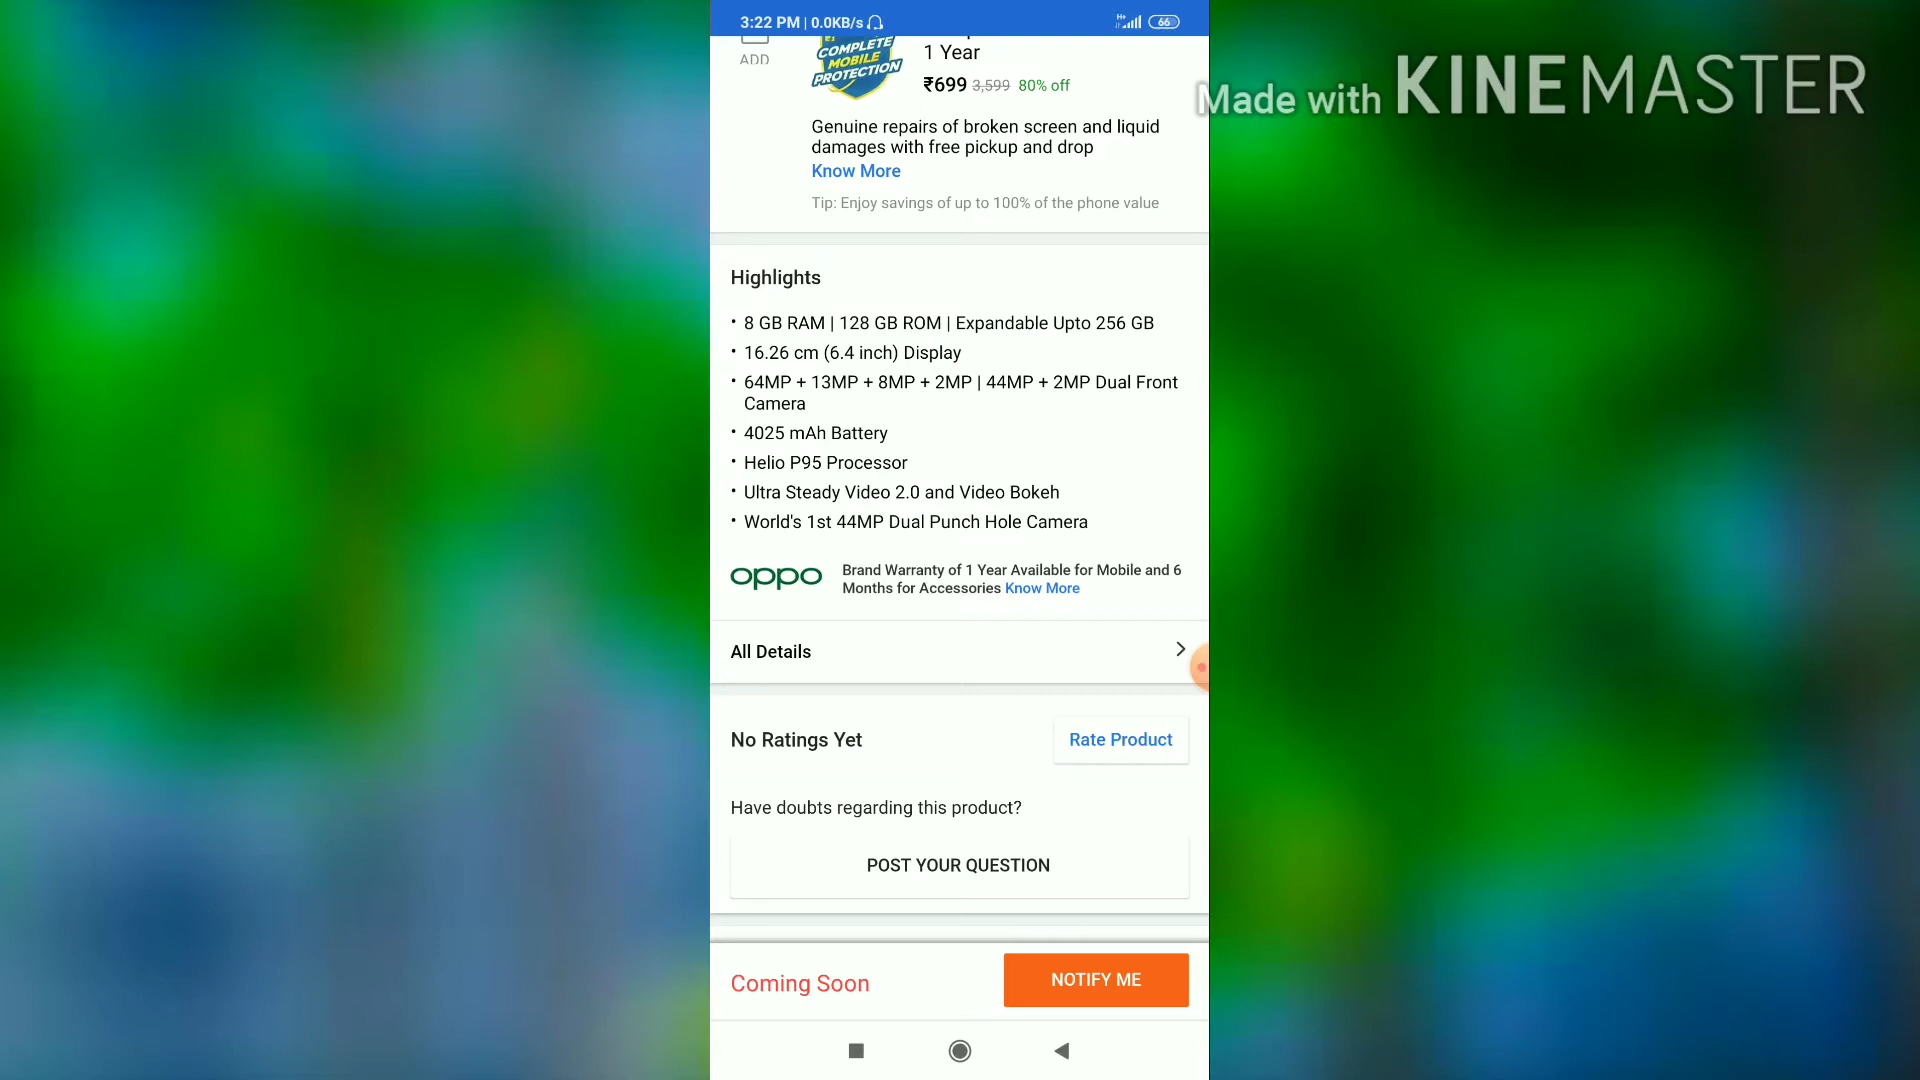 3:22 PM | 0.0KB/s
H+
66
Made with KINEMASTER
ADD
COMPLETE
MOBILE
PROTECTION
1 Year
₹699 3,599 80% off
Genuine repairs of broken screen and liquid
damages with free pickup and drop
Know More
Tip: Enjoy savings of up to 100% of the phone value
Highlights
• 8 GB RAM | 128 GB ROM | Expandable Upto 256 GB
• 16.26 cm (6.4 inch) Display
• 64MP + 13MP + 8MP + 2MP | 44MP + 2MP Dual Front
Camera
• 4025 mAh Battery
• Helio P95 Processor
• Ultra Steady Video 2.0 and Video Bokeh
• World's 1st 44MP Dual Punch Hole Camera
oppo
Brand Warranty of 1 Year Available for Mobile and 6
Months for Accessories Know More
All Details
No Ratings Yet
Rate Product
Have doubts regarding this product?
POST YOUR QUESTION
Coming Soon
NOTIFY ME